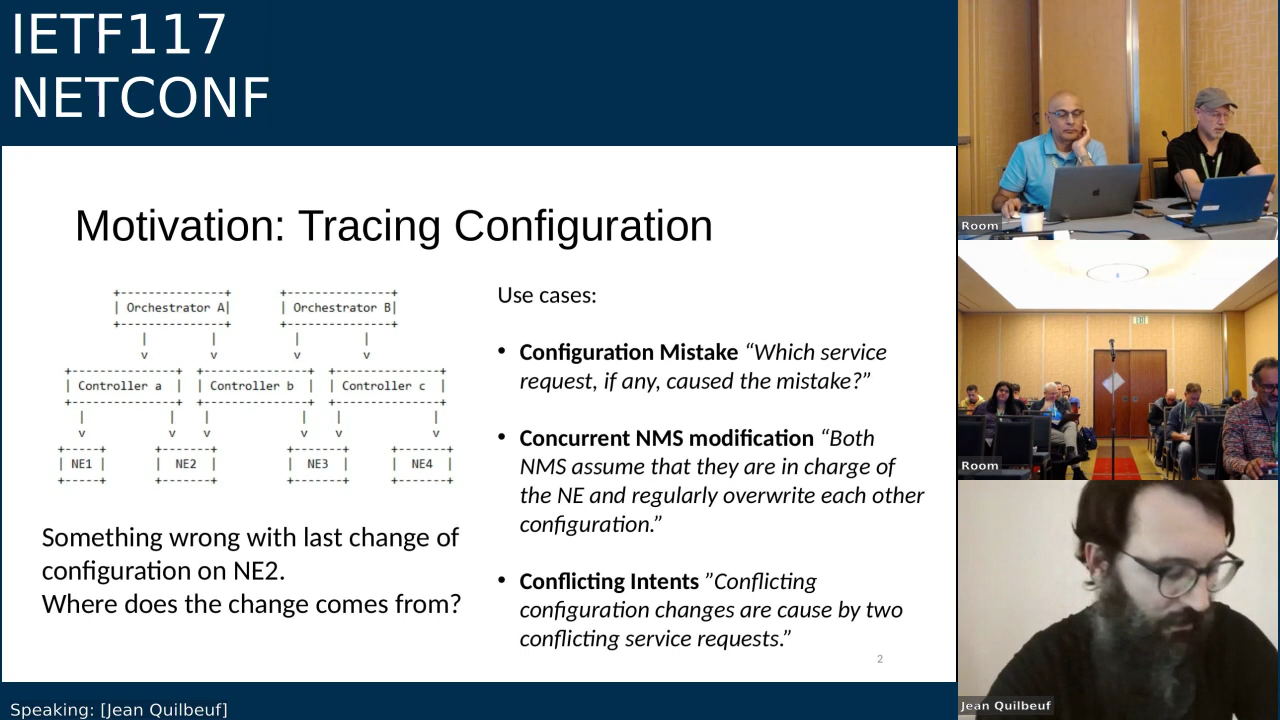 IETF117
NETCONF
Motivation: Tracing Configuration
+---------------+ +---------------+
| Orchestrator A| | Orchestrator B|
+---------------+ +---------------+
| | | |
v v v v
+--------------+ +--------------+ +--------------+
| Controller a | | Controller b | | Controller c |
+--------------+ +--------------+ +--------------+
| | | | | |
v v v v v v
+-----+ +-------+ +-------+ +-------+
| NE1 | | NE2 | | NE3 | | NE4 |
+-----+ +-------+ +-------+ +-------+
Something wrong with last change of
configuration on NE2.
Where does the change comes from?
Use cases:
• Configuration Mistake “Which service
request, if any, caused the mistake?”
• Concurrent NMS modification “Both
NMS assume that they are in charge of
the NE and regularly overwrite each other
configuration.”
• Conflicting Intents ”Conflicting
configuration changes are cause by two
conflicting service requests.”
2
Speaking: [Jean Quilbeuf]
Room
EXIT
Room
Jean Quilbeuf